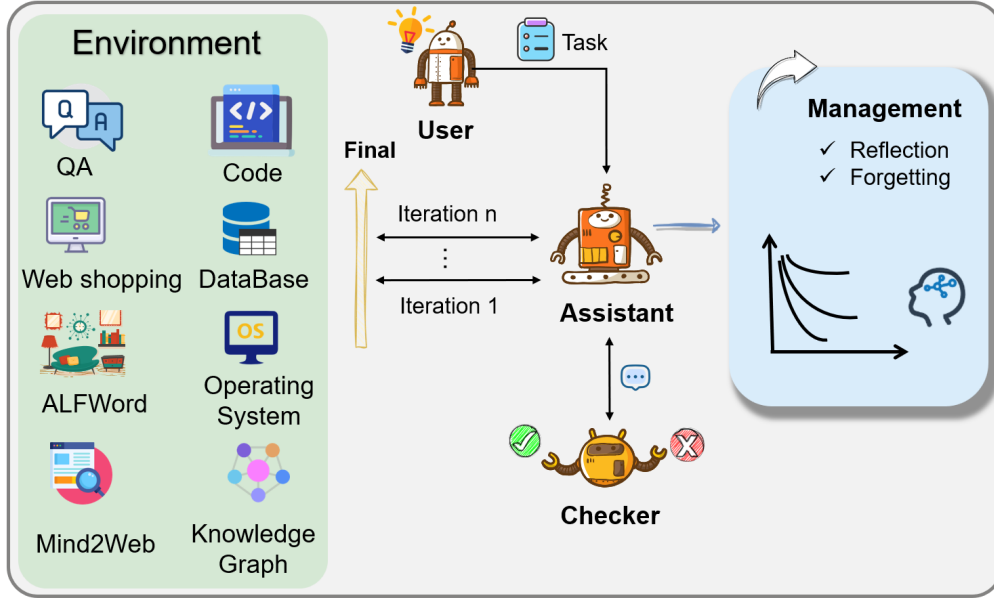 Environment
Q
A
QA
</>
Code
Web shopping
DataBase
ALFWord
OS
Operating
System
Mind2Web
Knowledge
Graph
User
Task
Final
Iteration n
Iteration 1
Assistant
Checker
Management
✓ Reflection
✓ Forgetting